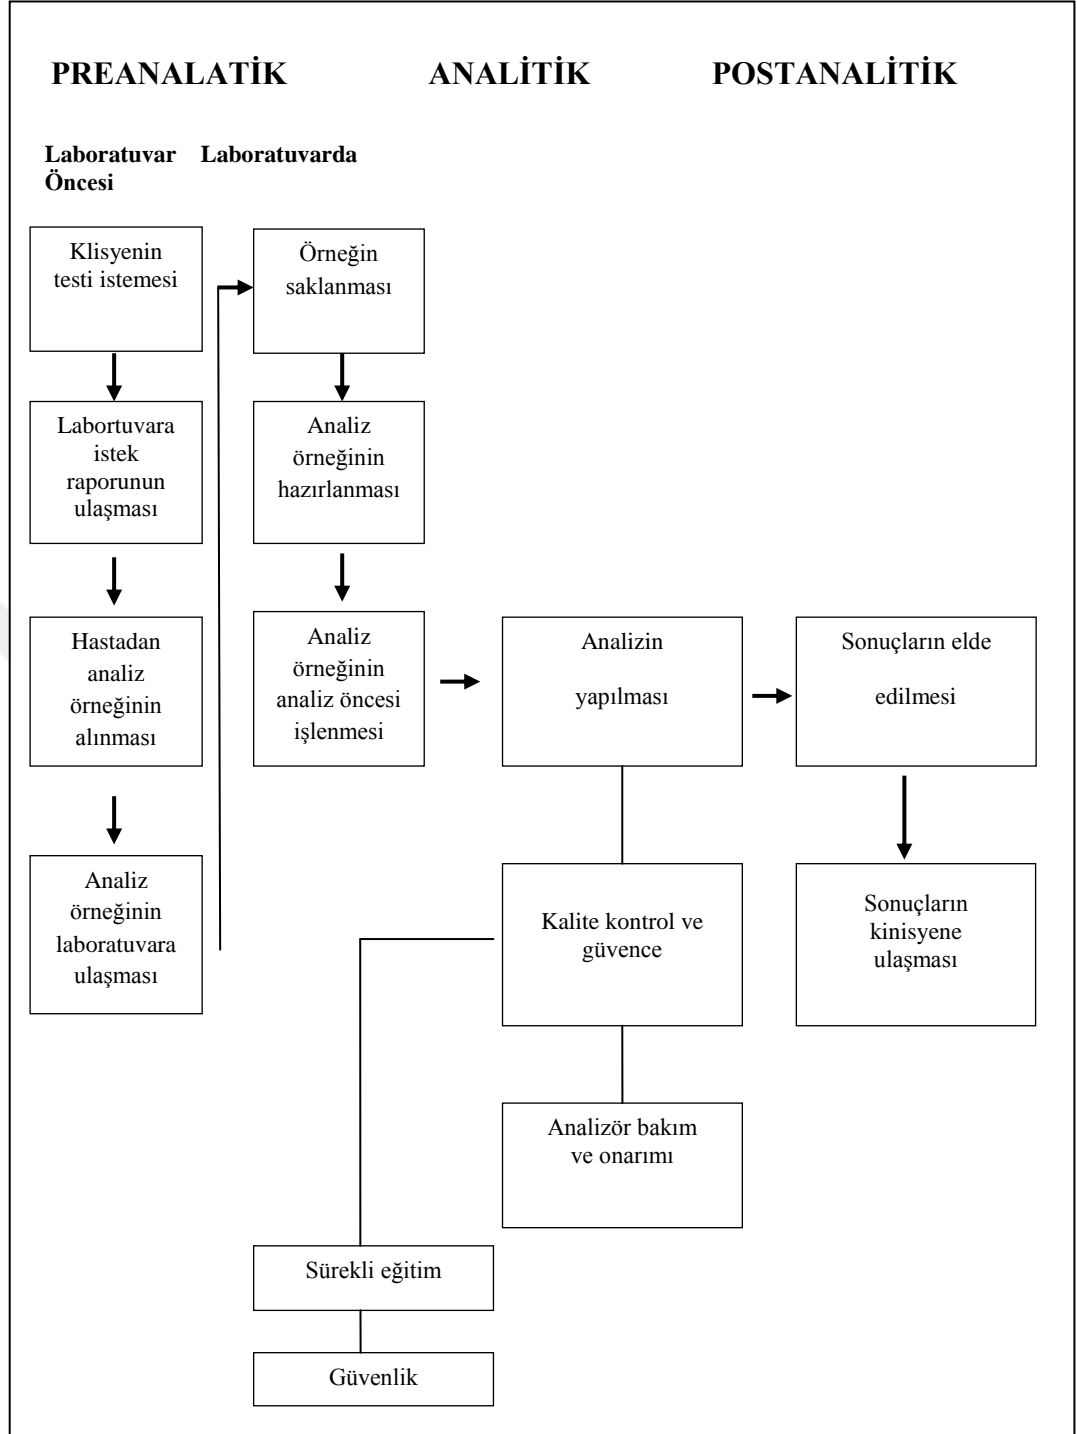 PREANALATİK ANALİTİK POSTANALİTİK
Laboratuvar Laboratuvarda
Öncesi
Klisyenin
testi istemesi
Labortuvara
istek
raporunun
ulaşması
Hastadan
analiz
örneğinin
alınması
Analiz
örneğinin
laboratuvara
ulaşması
Örneğin
saklanması
Analiz
örneğinin
hazırlanması
Analiz
örneğinin
analiz öncesi
işlenmesi
Analizin
yapılması
Kalite kontrol ve
güvence
Analizör bakım
ve onarımı
Sürekli eğitim
Güvenlik
Sonuçların elde
edilmesi
Sonuçların
kinisyene
ulaşması